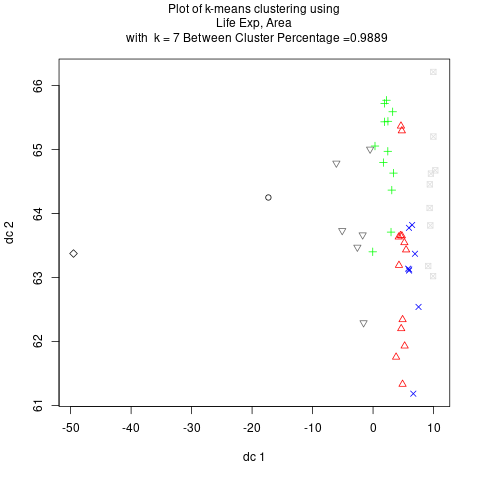 Plot of k-means clustering using
Life Exp, Area
with k = 7 Between Cluster Percentage =0.9889
dc 2
66
65
64
63
62
61
-50 -40 -30 -20 -10 0 10
dc 1